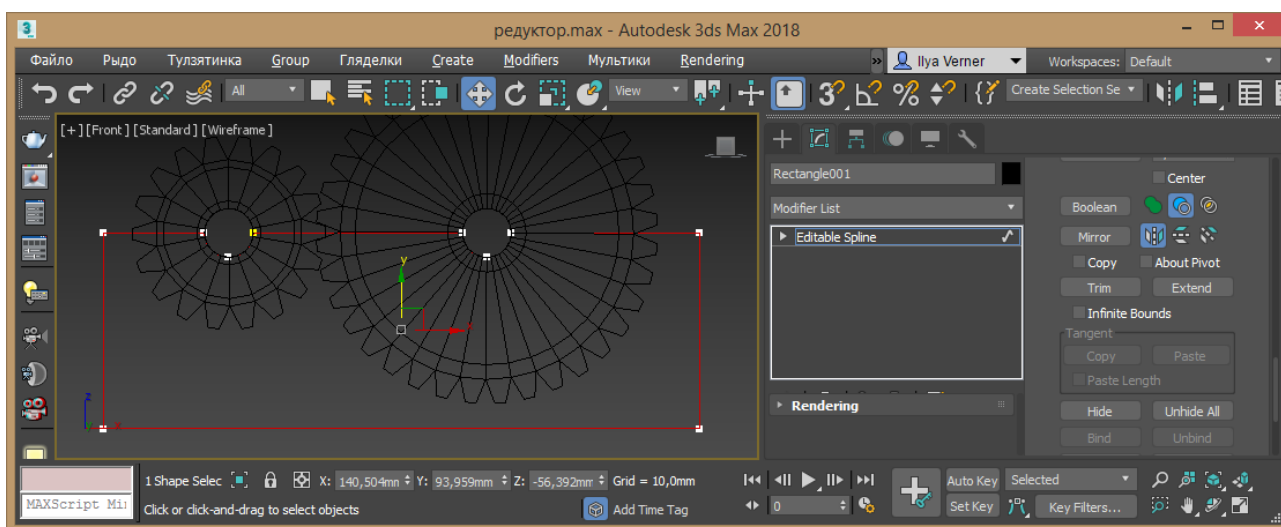 3
редуктор.max - Autodesk 3ds Max 2018
Файло Рыдо Тулзятинка Group Гляделки Create Modifiers Мультики Rendering » Ilya Verner Workspaces: Default
All View 3 Create Selection Se
[+] [Front] [Standard] [Wireframe]
Rectangle001
Modifier List
Editable Spline
Rendering
Center
Boolean
Mirror
Copy About Pivot
Trim Extend
Infinite Bounds
Tangent
Copy Paste
Paste Length
Hide Unhide All
Bind Unbind
y
x
z
x
1 Shape Selec X: 140,504mn Y: 93,959mm Z: -56,392mr Grid = 10,0mm Auto Key Selected
MAXScript Mi: Click or click-and-drag to select objects Add Time Tag 0 Set Key Key Filters...